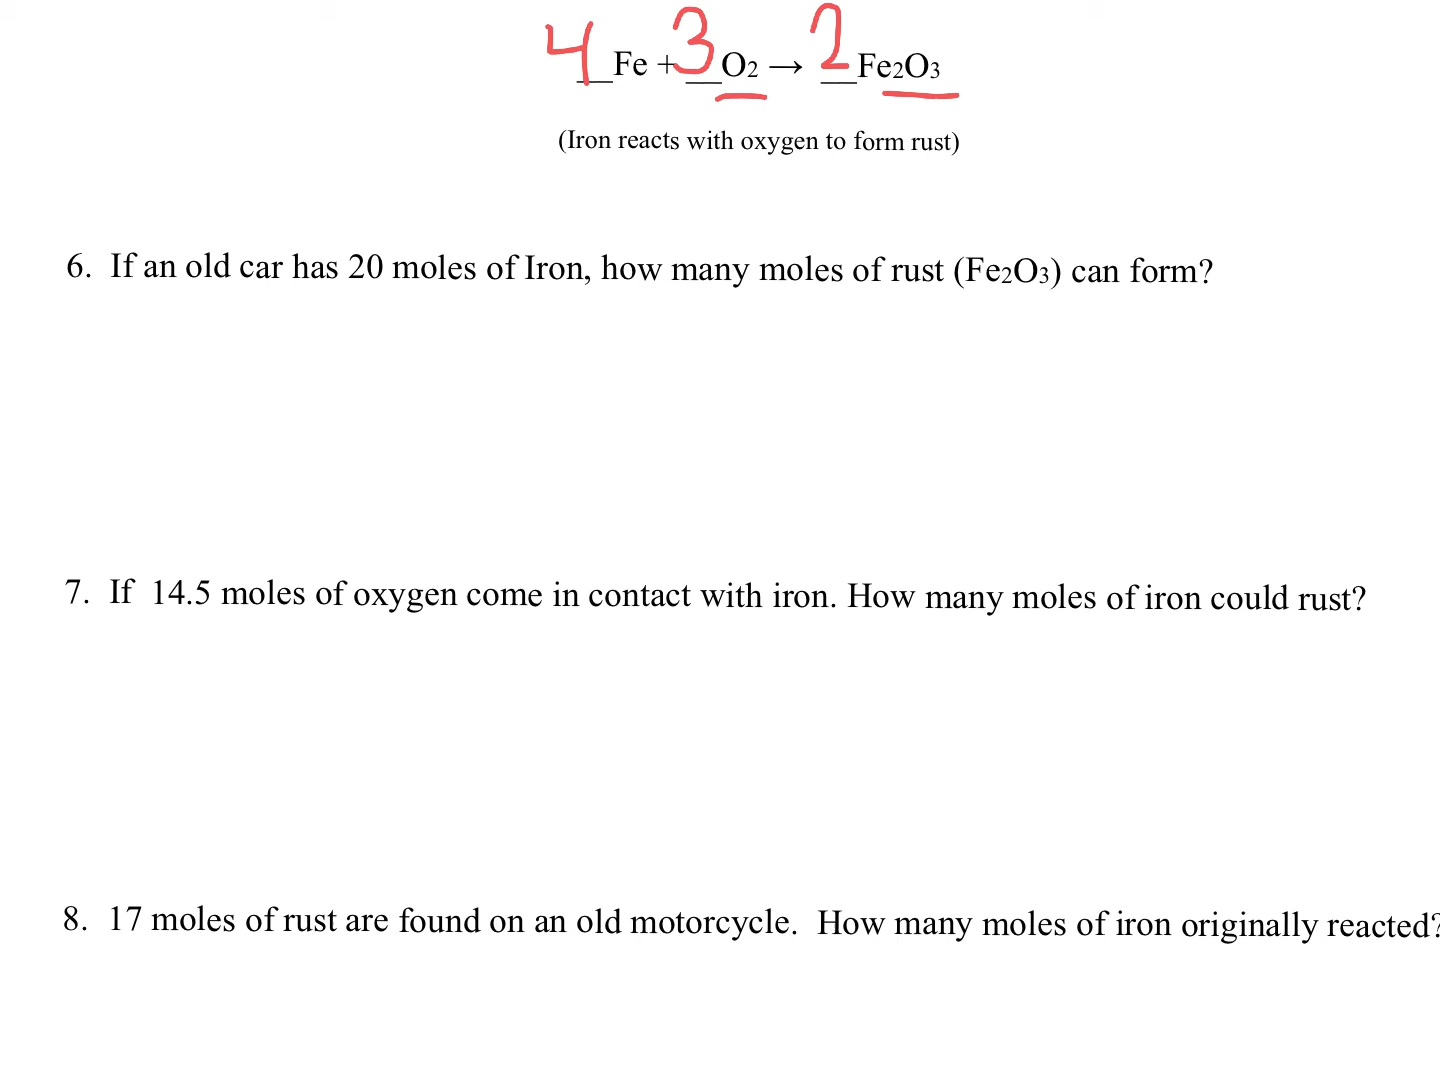 4 Fe + 3 O2 → 2 Fe2O3
(Iron reacts with oxygen to form rust)
6. If an old car has 20 moles of Iron, how many moles of rust (Fe2O3) can form?
7. If 14.5 moles of oxygen come in contact with iron. How many moles of iron could rust?
8. 17 moles of rust are found on an old motorcycle. How many moles of iron originally reacted?